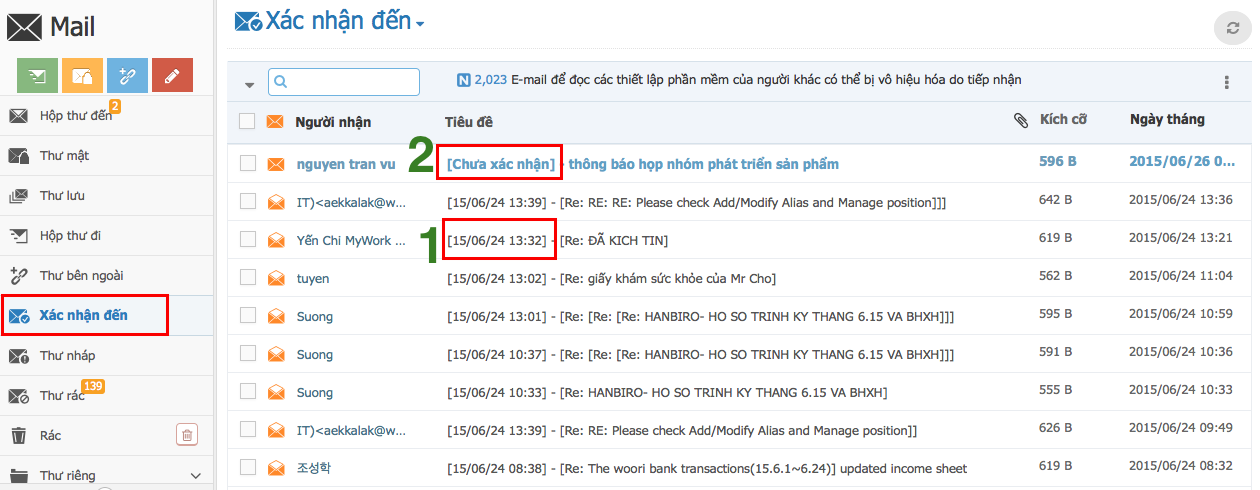 Mail
Xác nhận đến
N 2,023 E-mail để đọc các thiết lập phần mềm của người khác có thể bị vô hiệu hóa do tiếp nhận
Hộp thư đến 2
Thư mật
Thư lưu
Hộp thư đi
Thư bên ngoài
Xác nhận đến
Thư nháp
Thư rác 139
Rác
Thư riêng
Người nhận Tiêu đề Kích cỡ Ngày tháng
2
nguyen tran vu [Chưa xác nhận] - thông báo họp nhóm phát triển sản phẩm 596 B 2015/06/26 0...
IT)<aekkalak@w... [15/06/24 13:39] - [Re: RE: RE: Please check Add/Modify Alias and Manage position]]] 642 B 2015/06/24 13:36
1
Yến Chi MyWork ... [15/06/24 13:32] - [Re: ĐÃ KICH TIN] 619 B 2015/06/24 13:21
tuyen [15/06/24 13:02] - [Re: giấy khám sức khỏe của Mr Cho] 562 B 2015/06/24 11:04
Suong [15/06/24 13:01] - [Re: [Re: [Re: HANBIRO- HO SO TRINH KY THANG 6.15 VA BHXH]]] 595 B 2015/06/24 10:59
Suong [15/06/24 10:37] - [Re: [Re: [Re: HANBIRO- HO SO TRINH KY THANG 6.15 VA BHXH]]] 591 B 2015/06/24 10:36
Suong [15/06/24 10:33] - [Re: HANBIRO- HO SO TRINH KY THANG 6.15 VA BHXH] 555 B 2015/06/24 10:33
IT)<aekkalak@w... [15/06/24 13:39] - [Re: RE: Please check Add/Modify Alias and Manage position]] 626 B 2015/06/24 09:49
조성학 [15/06/24 08:38] - [Re: The woori bank transactions(15.6.1~6.24)] updated income sheet 619 B 2015/06/24 08:32